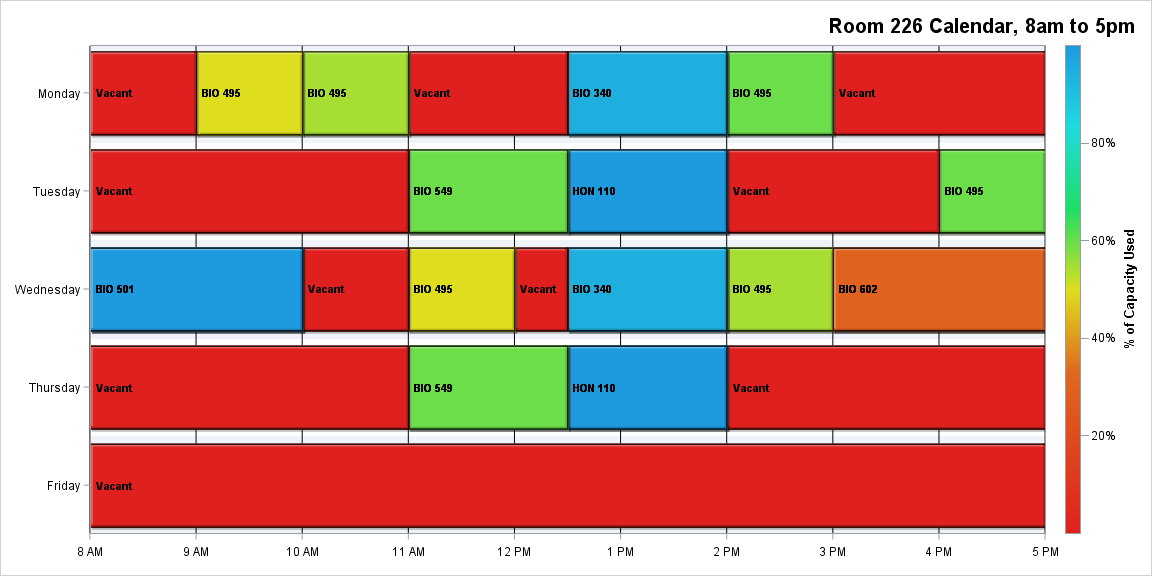 Room 226 Calendar, 8am to 5pm
Monday
Vacant
BIO 495
BIO 495
Vacant
BIO 340
BIO 495
Vacant
Tuesday
Vacant
BIO 549
HON 110
Vacant
BIO 495
Wednesday
BIO 501
Vacant
BIO 495
Vacant
BIO 340
BIO 495
BIO 602
Thursday
Vacant
BIO 549
HON 110
Vacant
Friday
Vacant
8 AM
9 AM
10 AM
11 AM
12 PM
1 PM
2 PM
3 PM
4 PM
5 PM
80%
60%
40%
20%
% of Capacity Used